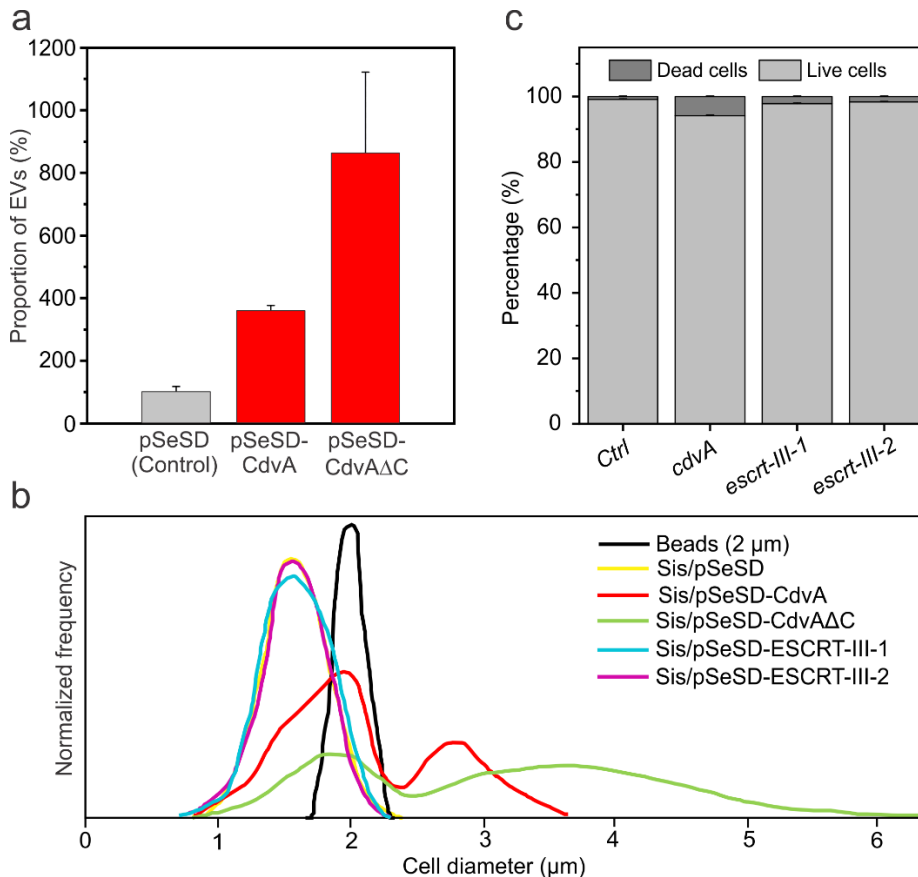 a
1200
1000
800
600
400
200
0
Proportion of EVs (%)
pSeSD
(Control)
pSeSD-
CdvA
pSeSD-
CdvAΔC
c
Dead cells
Live cells
100
80
60
40
20
0
Percentage (%)
Ctrl
cdvA
escrt-III-1
escrt-III-2
b
Beads (2 μm)
Sis/pSeSD
Sis/pSeSD-CdvA
Sis/pSeSD-CdvAΔC
Sis/pSeSD-ESCRT-III-1
Sis/pSeSD-ESCRT-III-2
Normalized frequency
0 1 2 3 4 5 6
Cell diameter (μm)